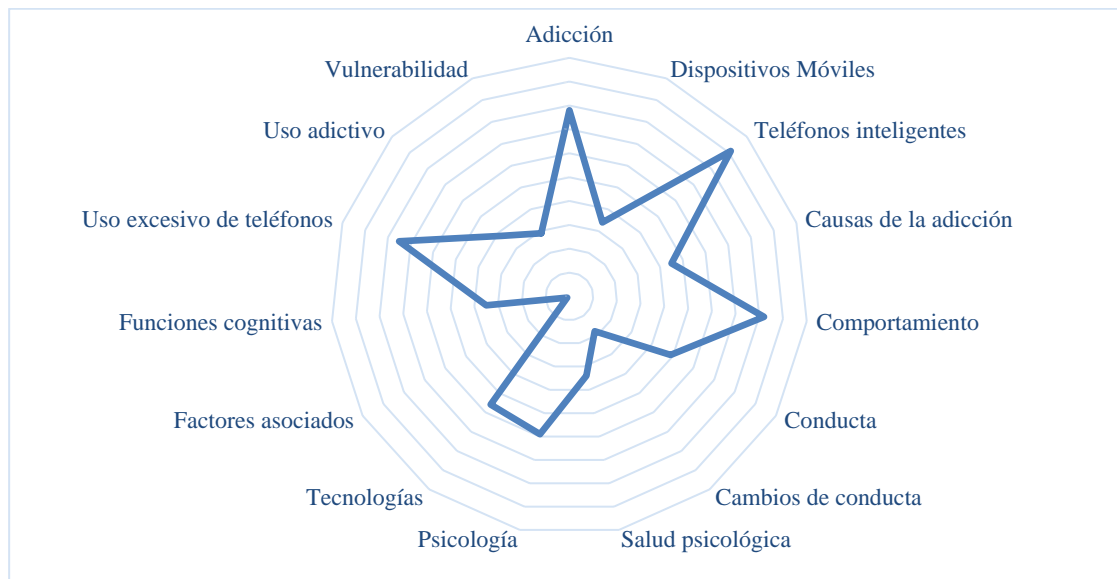 Adicción
Dispositivos Móviles
Teléfonos inteligentes
Causas de la adicción
Comportamiento
Conducta
Cambios de conducta
Salud psicológica
Psicología
Tecnologías
Factores asociados
Funciones cognitivas
Uso excesivo de teléfonos
Uso adictivo
Vulnerabilidad